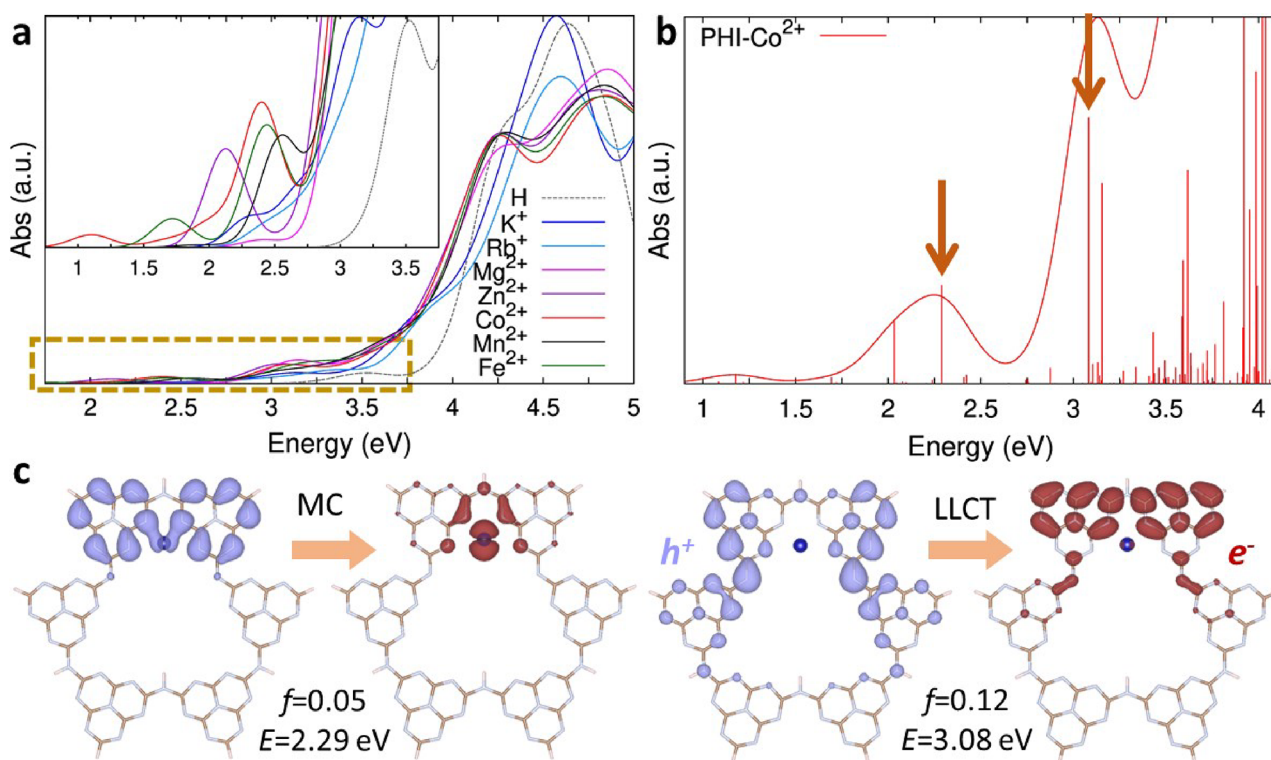 a
Abs (a.u.)
1 1.5 2 2.5 3 3.5
H
K+
Rb+
Mg2+
Zn2+
Co2+
Mn2+
Fe2+
2 2.5 3 3.5 4 4.5 5
Energy (eV)
b
PHI-Co2+
Abs (a.u.)
1 1.5 2 2.5 3 3.5 4
Energy (eV)
c
MC
f=0.05
E=2.29 eV
h+
LLCT
e-
f=0.12
E=3.08 eV